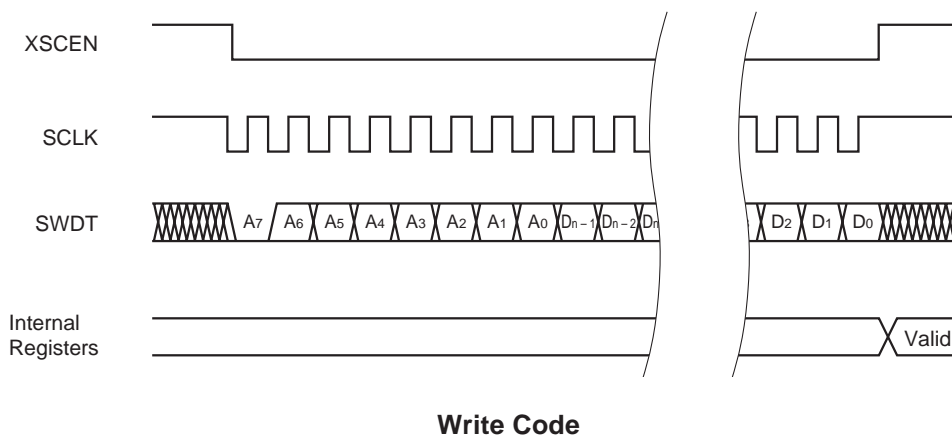 XSCEN
SCLK
SWDT A7 A6 A5 A4 A3 A2 A1 A0 Dn – 1 Dn – 2 Dn D2 D1 D0
Internal
Registers
Valid
Write Code